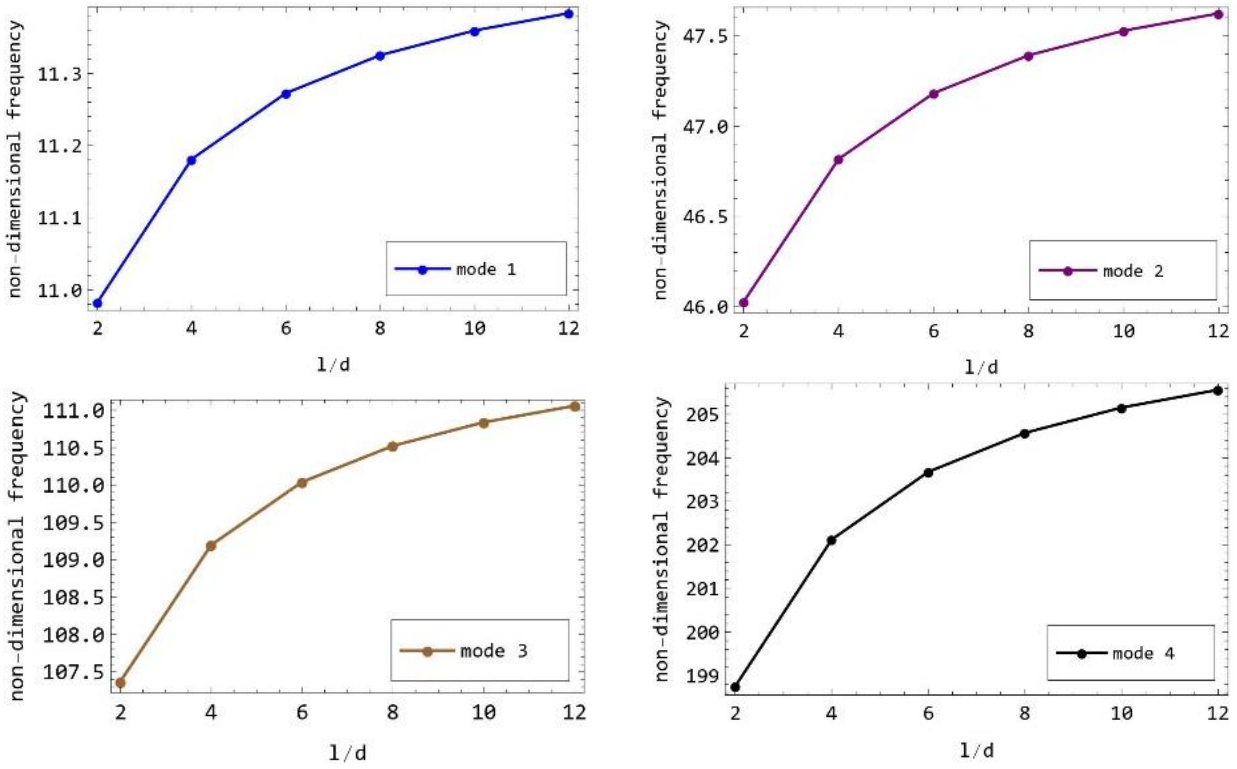 non-dimensional frequency
11.3
11.2
11.1
11.0
mode 1
2 4 6 8 10 12
l/d
non-dimensional frequency
47.5
47.0
46.5
46.0
mode 2
2 4 6 8 10 12
l/d
non-dimensional frequency
111.0
110.5
110.0
109.5
109.0
108.5
108.0
107.5
mode 3
2 4 6 8 10 12
l/d
non-dimensional frequency
205
204
203
202
201
200
199
mode 4
2 4 6 8 10 12
l/d